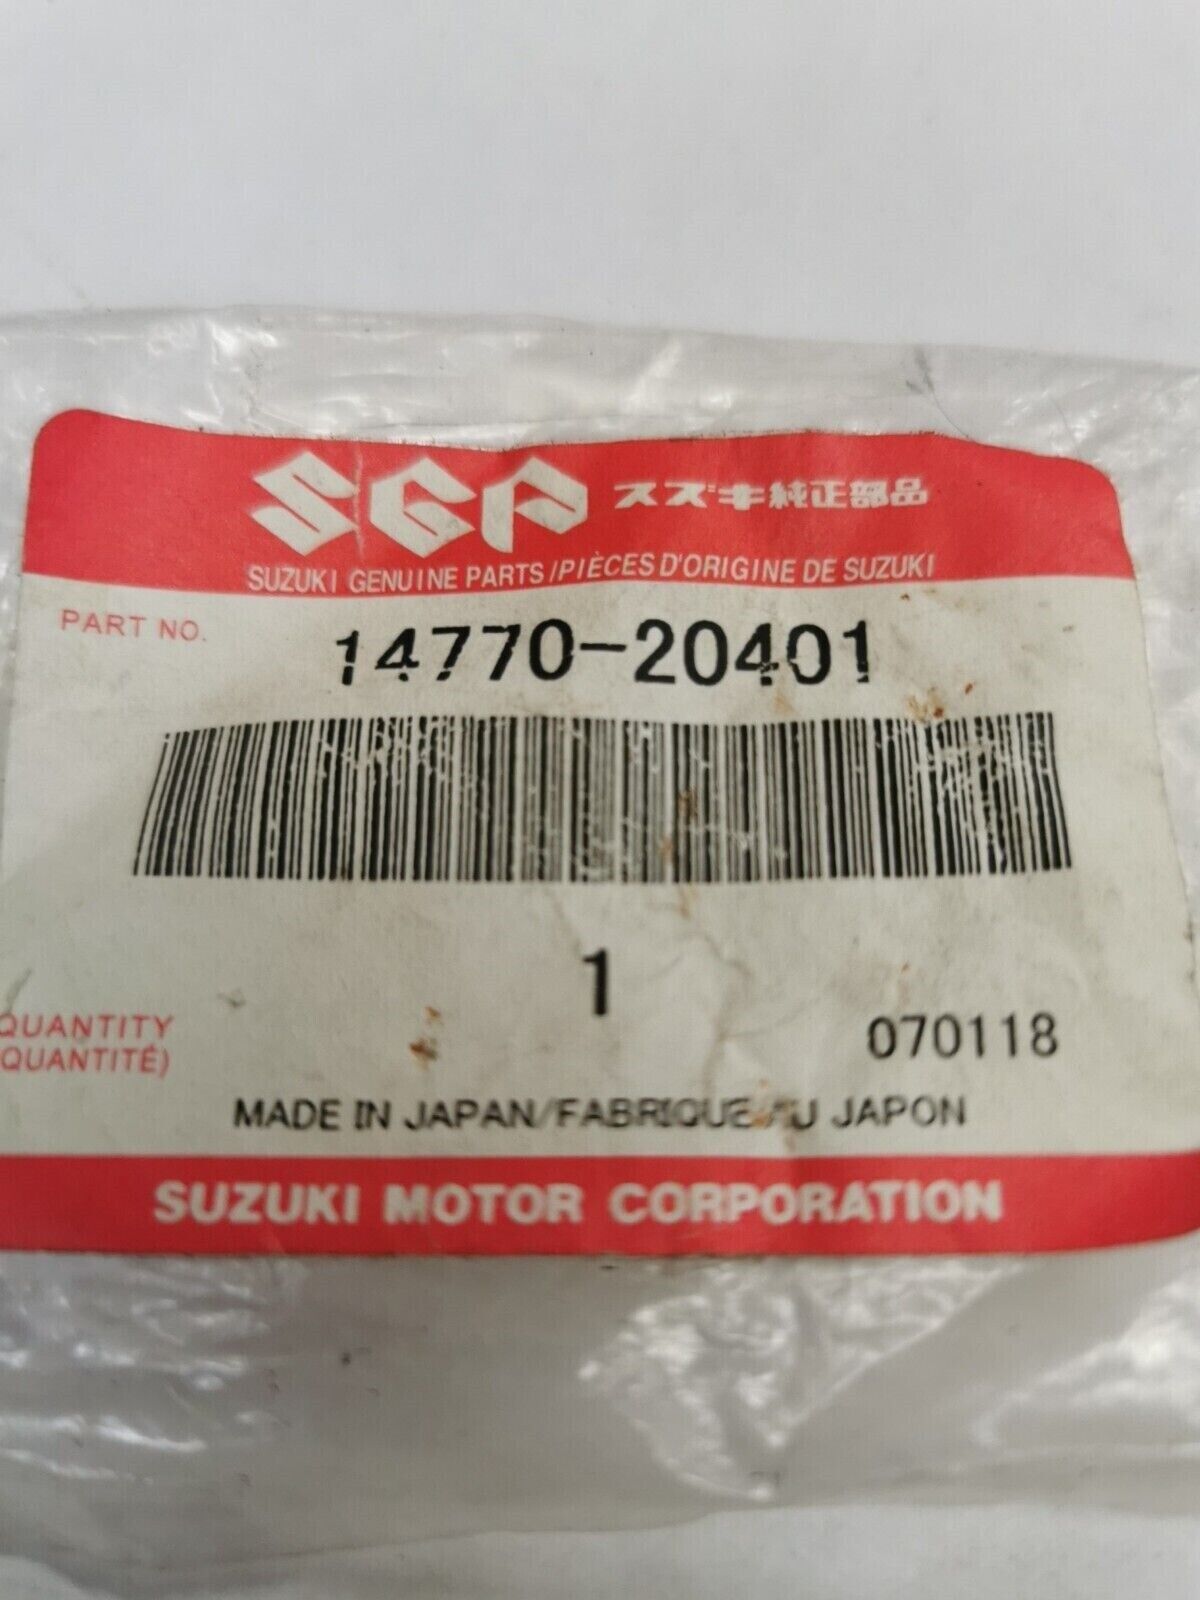 SGP スズキ純正部品
SUZUKI GENUINE PARTS/PIÈCES D'ORIGINE DE SUZUKI
PART NO. 14770-20401
1
QUANTITY
QUANTITÉ) 070118
MADE IN JAPAN/FABRIQUE AU JAPON
SUZUKI MOTOR CORPORATION